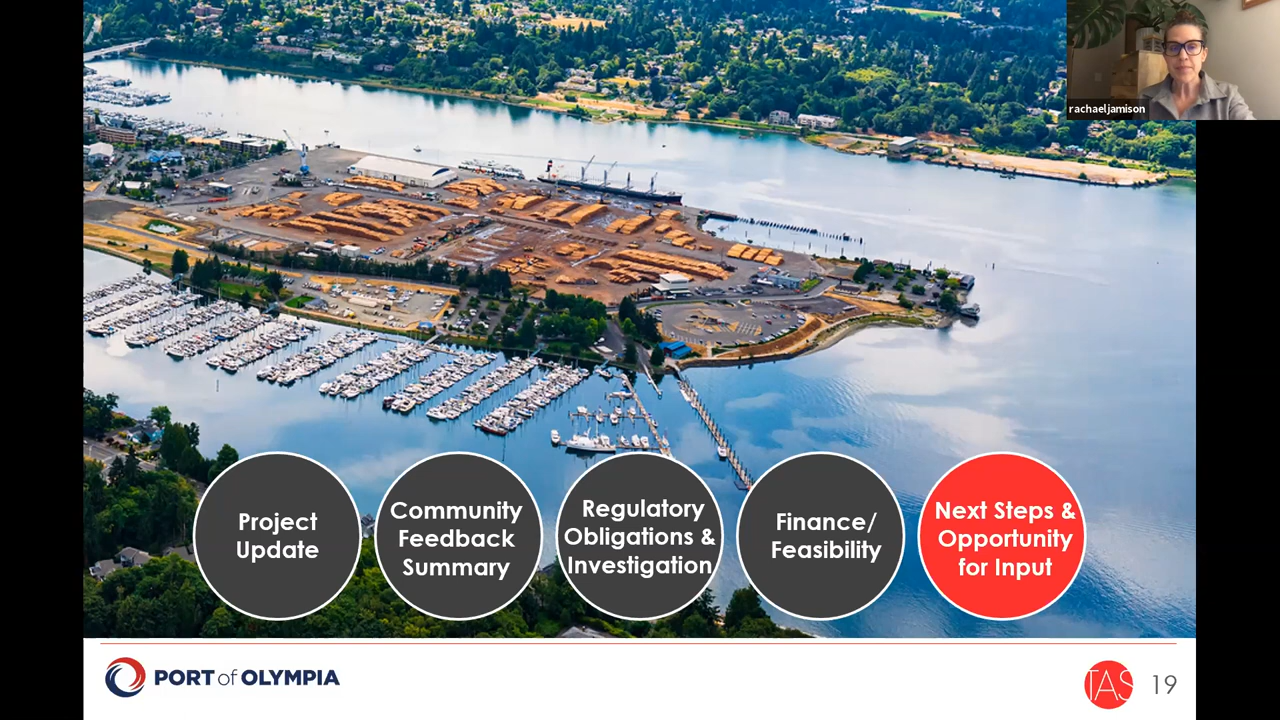 rachaeljamison
Project
Update
Community
Feedback
Summary
Regulatory
Obligations &
Investigation
Finance/
Feasibility
Next Steps &
Opportunity
for Input
PORT of OLYMPIA
TAS
19